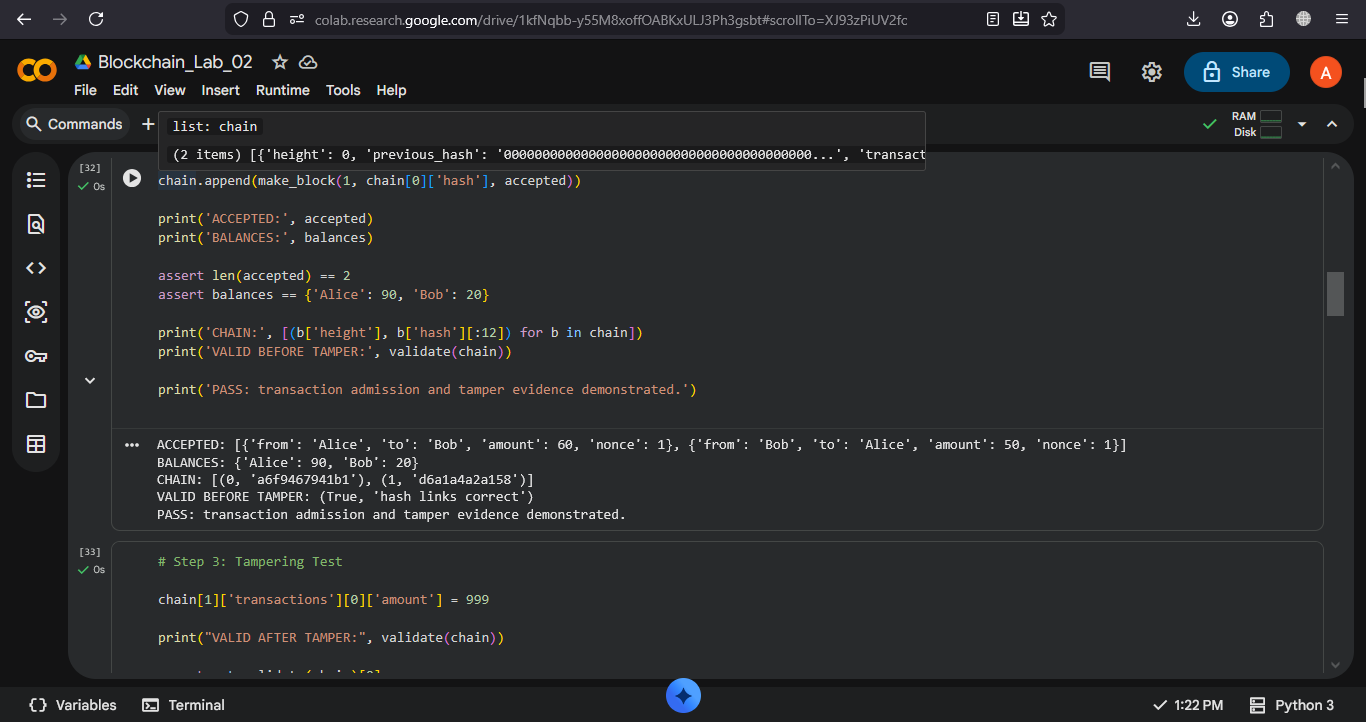 colab.research.google.com/drive/1kfNqbb-y55M8xoffOABKxULJ3Ph3gsbt#scrollTo=XJ93zPiUV2fc
Blockchain_Lab_02
Share
A
File Edit View Insert Runtime Tools Help
Commands +
RAM
Disk
list: chain
(2 items) [{'height': 0, 'previous_hash': '0000000000000000000000000000000000000000...', 'transact
[32]
0s
chain.append(make_block(1, chain[0]['hash'], accepted))
print('ACCEPTED:', accepted)
print('BALANCES:', balances)
assert len(accepted) == 2
assert balances == {'Alice': 90, 'Bob': 20}
print('CHAIN:', [(b['height'], b['hash'][:12]) for b in chain])
print('VALID BEFORE TAMPER:', validate(chain))
print('PASS: transaction admission and tamper evidence demonstrated.')
ACCEPTED: [{'from': 'Alice', 'to': 'Bob', 'amount': 60, 'nonce': 1}, {'from': 'Bob', 'to': 'Alice', 'amount': 50, 'nonce': 1}]
BALANCES: {'Alice': 90, 'Bob': 20}
CHAIN: [(0, 'a6f9467941b1'), (1, 'd6a1a4a2a158')]
VALID BEFORE TAMPER: (True, 'hash links correct')
PASS: transaction admission and tamper evidence demonstrated.
[33]
0s
# Step 3: Tampering Test
chain[1]['transactions'][0]['amount'] = 999
print("VALID AFTER TAMPER:", validate(chain))
Variables Terminal
1:22 PM
Python 3